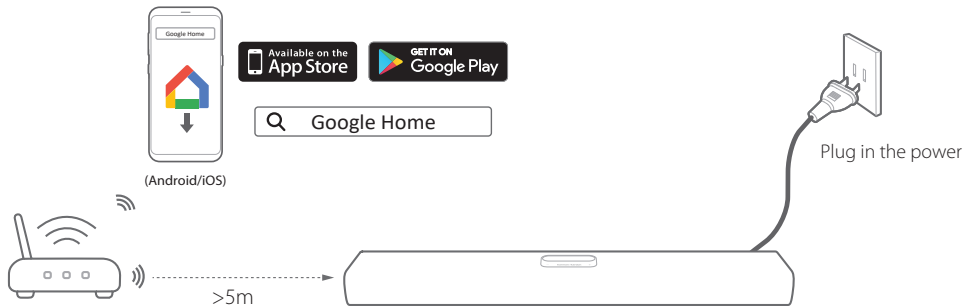 Google Home
Available on the
App Store
GET IT ON
Google Play
Google Home
(Android/iOS)
Plug in the power
>5m